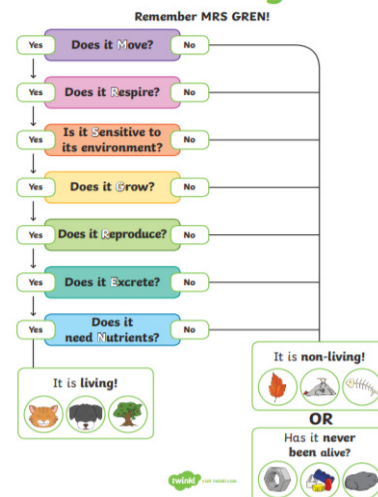 Remember MRS GREN!
Yes Does it Move? No
Yes Does it Respire? No
Yes Is it Sensitive to its environment? No
Yes Does it Grow? No
Yes Does it Reproduce? No
Yes Does it Excrete? No
Yes Does it need Nutrients? No
It is living!
It is non-living!
OR
Has it never
been alive?
twinkl